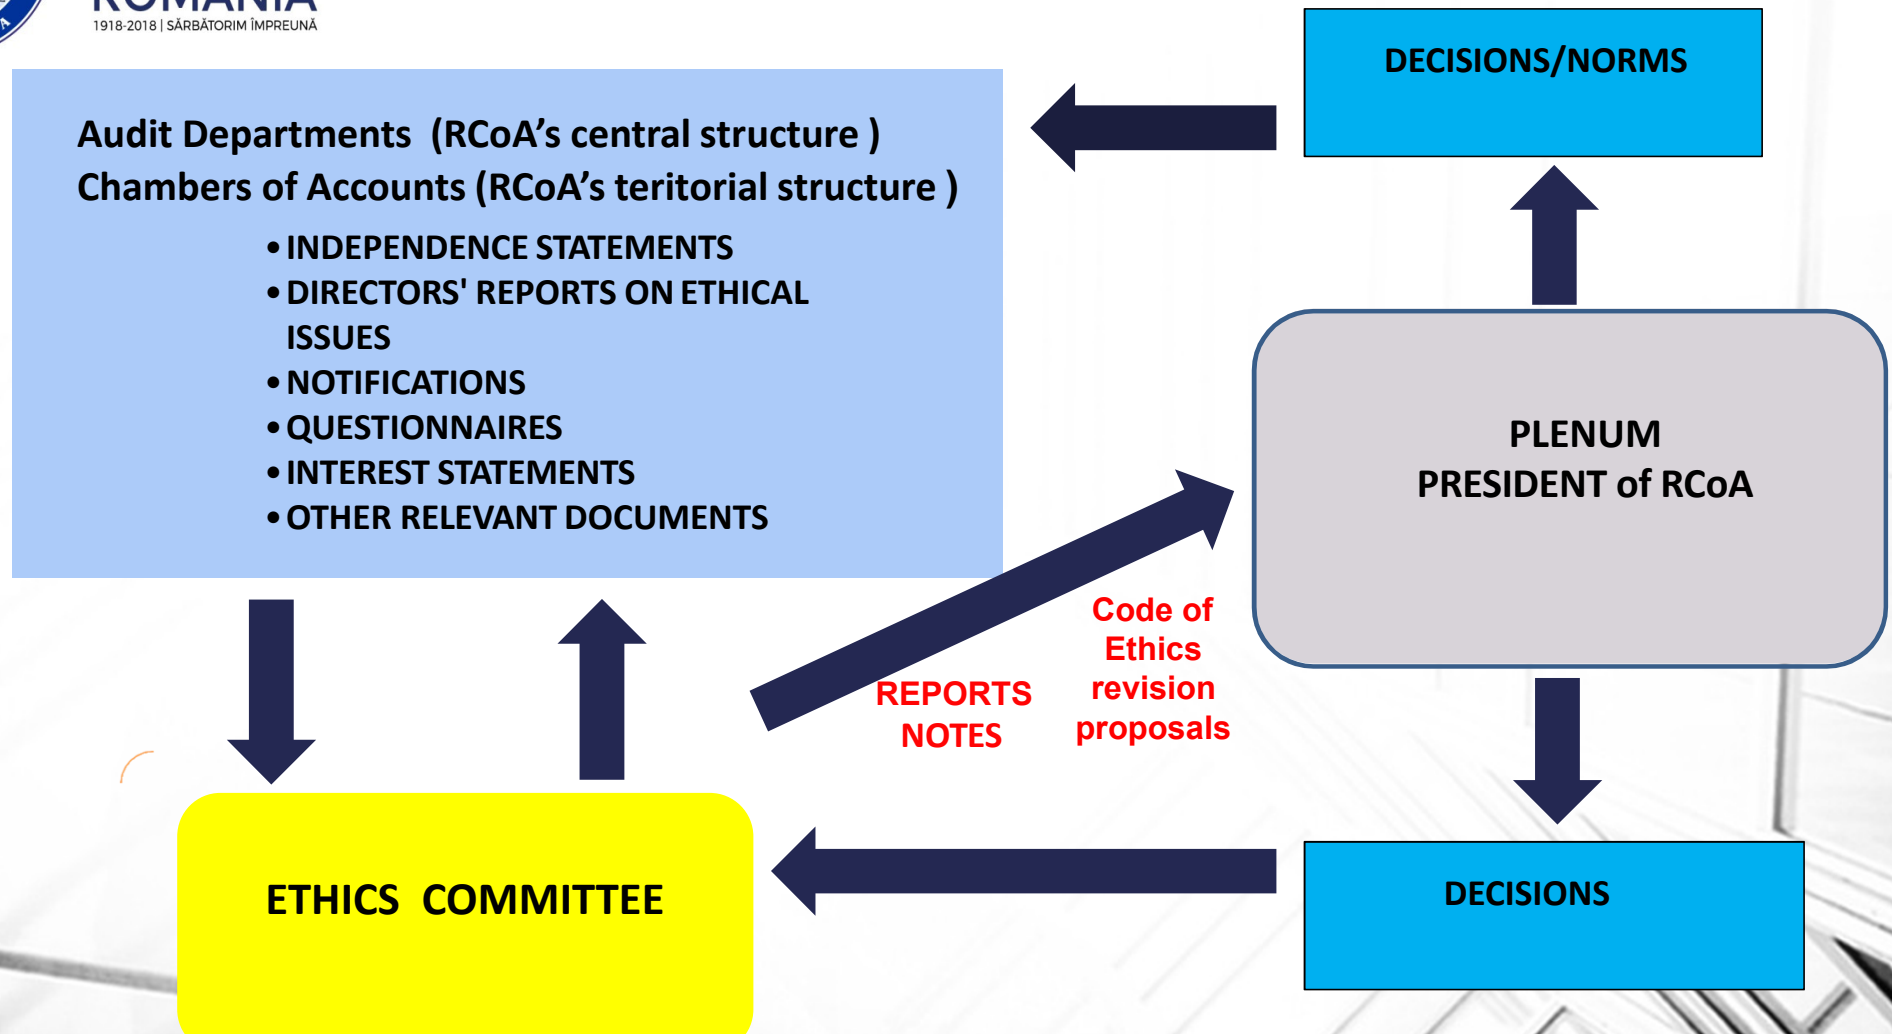 ROMANIA
1918-2018 | SĂRBĂTORIM ÎMPREUNĂ
DECISIONS/NORMS
Audit Departments (RCoA’s central structure )
Chambers of Accounts (RCoA’s teritorial structure )
• INDEPENDENCE STATEMENTS
• DIRECTORS' REPORTS ON ETHICAL
ISSUES
• NOTIFICATIONS
• QUESTIONNAIRES
• INTEREST STATEMENTS
• OTHER RELEVANT DOCUMENTS
PLENUM
PRESIDENT of RCoA
Code of
Ethics
revision
proposals
REPORTS
NOTES
ETHICS COMMITTEE
DECISIONS